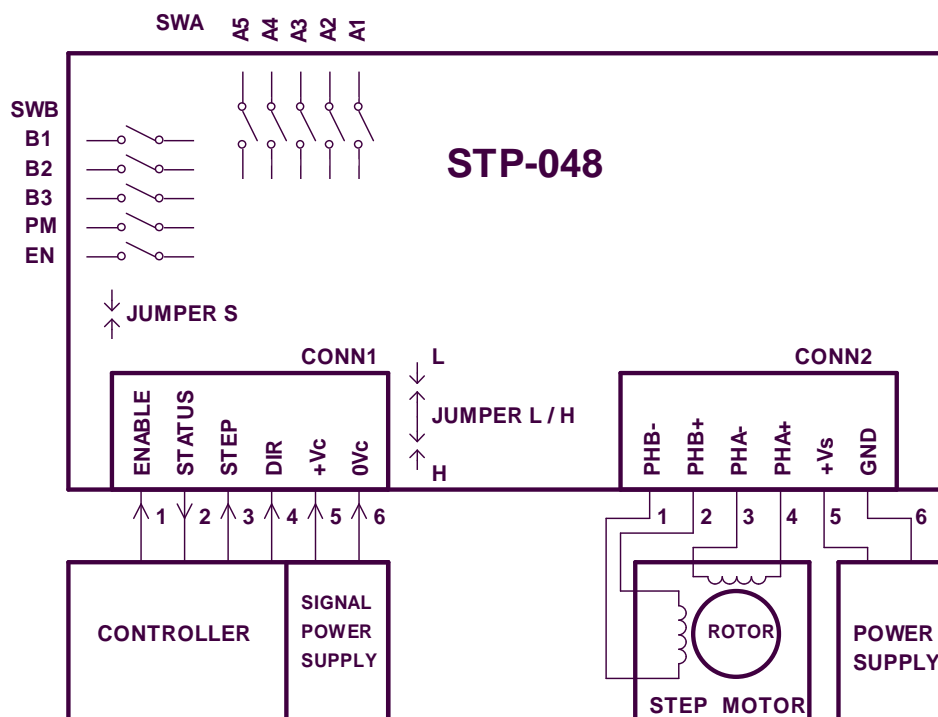 SWA
A5 A4 A3 A2 A1
SWB
B1
B2
B3
PM
EN
STP-048
JUMPER S
CONN1
L
JUMPER L / H
H
CONN2
ENABLE STATUS STEP DIR +Vc 0Vc
PHB- PHB+ PHA- PHA+ +Vs GND
1 2 3 4 5 6
1 2 3 4 5 6
CONTROLLER
SIGNAL
POWER
SUPPLY
ROTOR
STEP MOTOR
POWER
SUPPLY